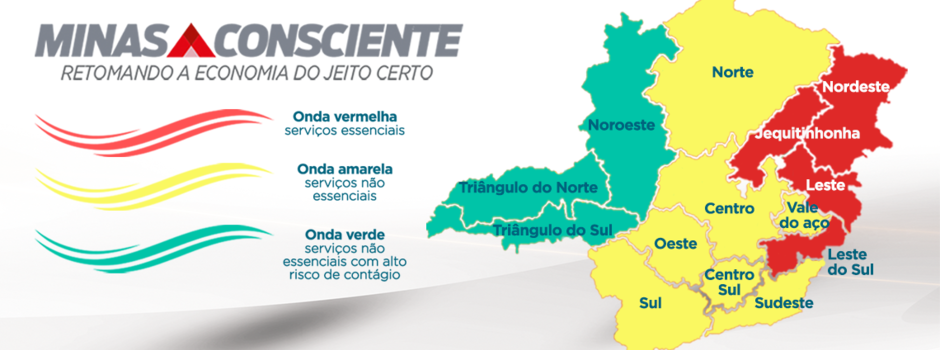 MINAS CONSCIENTE
RETOMANDO A ECONOMIA DO JEITO CERTO
Onda vermelha
serviços essenciais
Onda amarela
serviços não
essenciais
Onda verde
serviços não
essenciais com alto
risco de contágio
Norte
Nordeste
Noroeste
Jequitinhonha
Triângulo do Norte
Leste
Centro
Vale
do aço
Triângulo do Sul
Oeste
Leste
do Sul
Centro
Sul
Sul
Sudeste